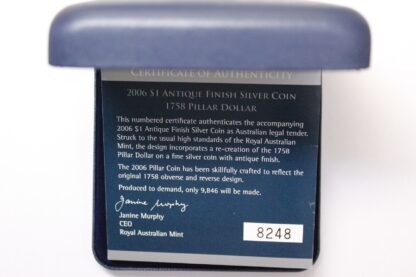 CERTIFICATE OF AUTHENTICITY
2006 $1 ANTIQUE FINISH SILVER COIN
1758 PILLAR DOLLAR
This numbered certificate authenticates the accompanying
2006 $1 Antique Finish Silver Coin as Australian legal tender.
Struck to the usual high standards of the Royal Australian
Mint, the design incorporates a re-creation of the 1758
Pillar Dollar on a fine silver coin with antique finish.
The 2006 Pillar Coin has been skillfully crafted to reflect the
original 1758 obverse and reverse design.
Produced to demand, only 9,846 will be made.
Janine Murphy
Janine Murphy
CEO
Royal Australian Mint
8248